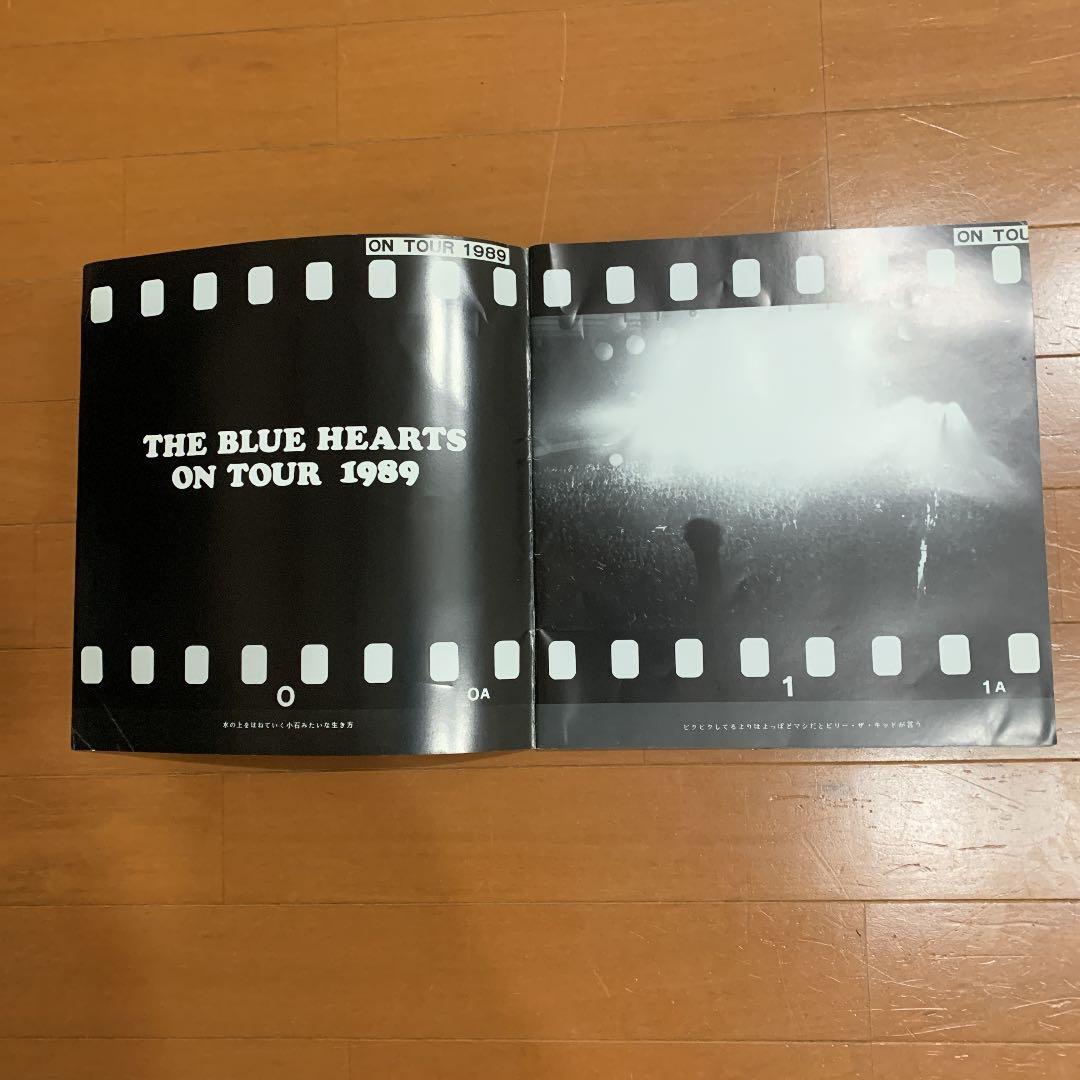 ON TOUR 1989
THE BLUE HEARTS
ON TOUR 1989
0
0A
水の上をはねていく小石みたいな生き方
ON TOU
1
1A
ビクビクしてるよりはよっぽどマシだとビリー・ザ・キッドが言う